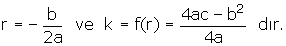 r = − b/2a ve k = f(r) = (4ac − b²)/4a dır.